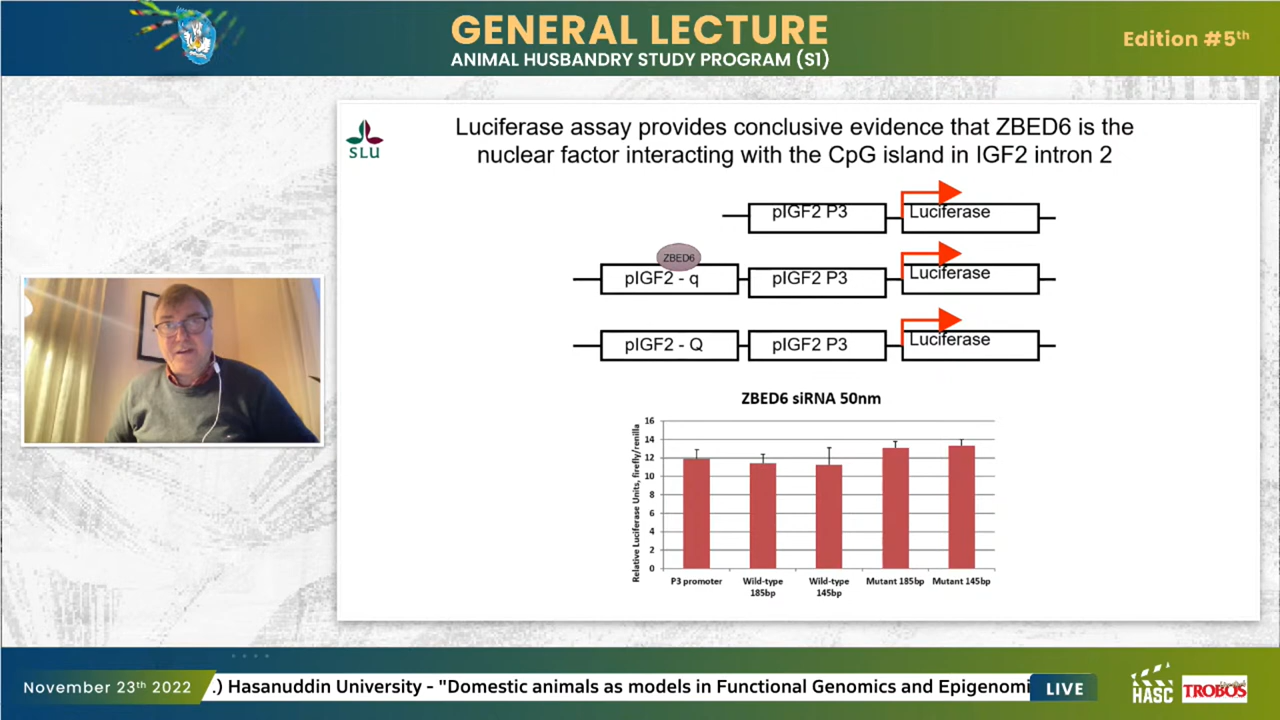 GENERAL LECTURE
ANIMAL HUSBANDRY STUDY PROGRAM (S1)
Edition #5th
SLU
Luciferase assay provides conclusive evidence that ZBED6 is the
nuclear factor interacting with the CpG island in IGF2 intron 2
pIGF2 P3
Luciferase
ZBED6
pIGF2 - q
pIGF2 P3
Luciferase
pIGF2 - Q
pIGF2 P3
Luciferase
ZBED6 siRNA 50nm
Relative Luciferase Units, firefly/renilla
16
14
12
10
8
6
4
2
0
P3 promoter
Wild-type
185bp
Wild-type
145bp
Mutant 185bp
Mutant 145bp
November 23th 2022
.) Hasanuddin University - "Domestic animals as models in Functional Genomics and Epigenomi
LIVE
HASC
TROBOS